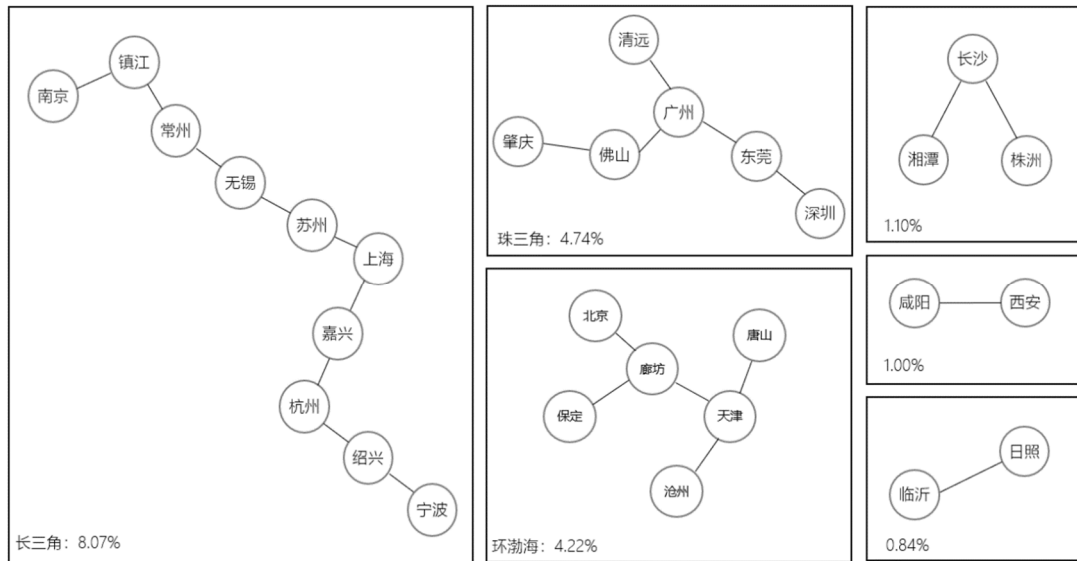 镇江
南京
常州
无锡
苏州
上海
嘉兴
杭州
绍兴
宁波
长三角：8.07%
清远
广州
肇庆
佛山
东莞
深圳
珠三角：4.74%
北京
唐山
廊坊
保定
天津
沧州
环渤海：4.22%
长沙
湘潭
株洲
1.10%
咸阳
西安
1.00%
日照
临沂
0.84%